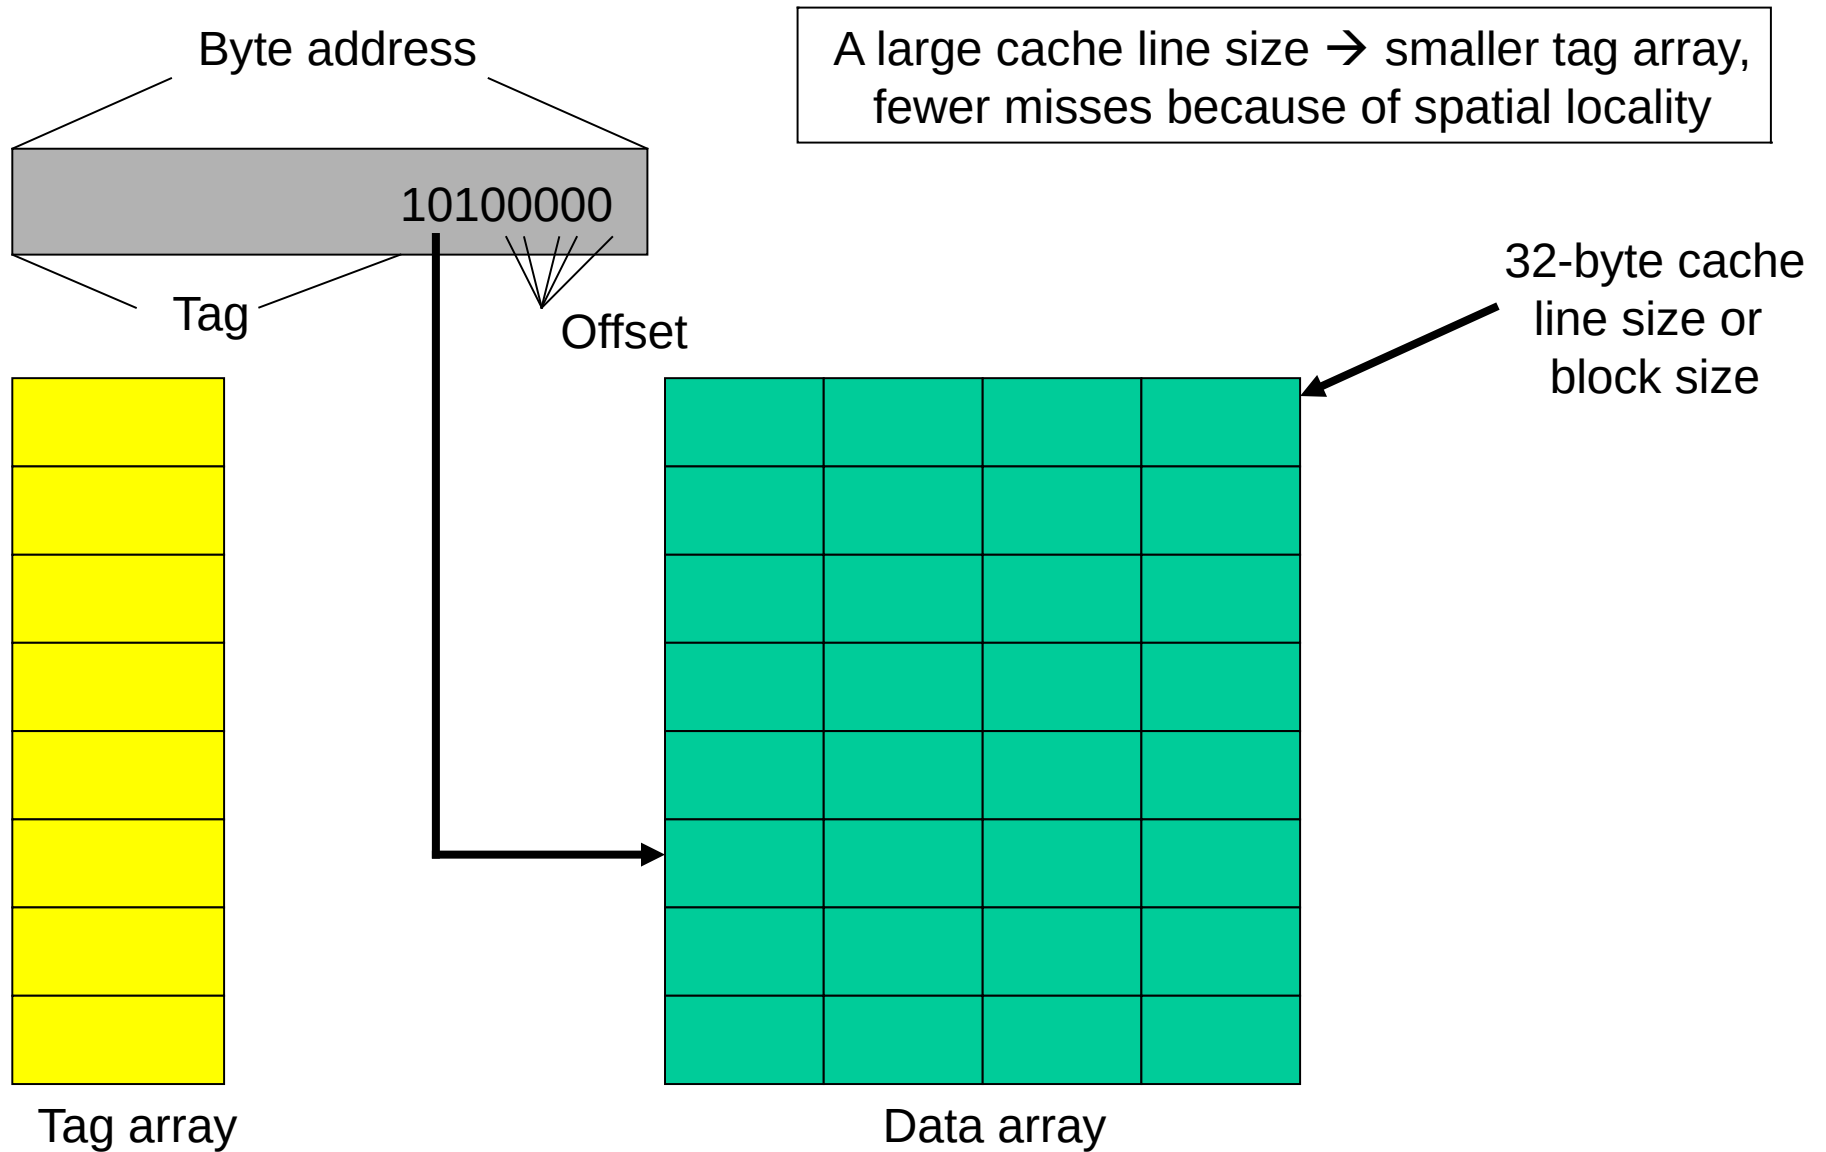 Byte address
A large cache line size → smaller tag array,
fewer misses because of spatial locality
10100000
32-byte cache
line size or
block size
Tag
Offset
Tag array
Data array